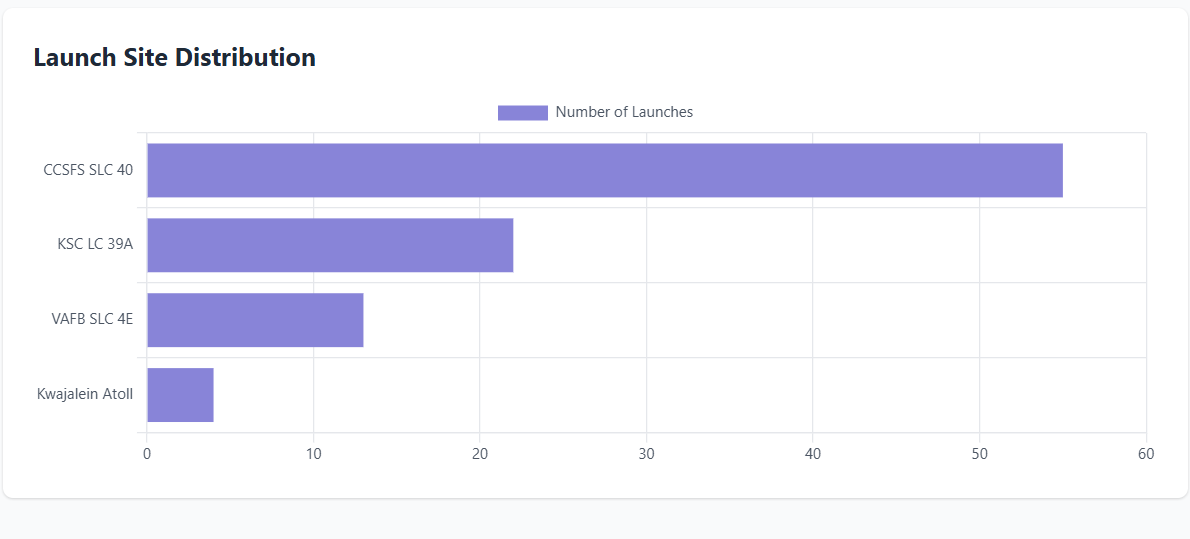 Launch Site Distribution
Number of Launches
CCSFS SLC 40
KSC LC 39A
VAFB SLC 4E
Kwajalein Atoll
0 10 20 30 40 50 60